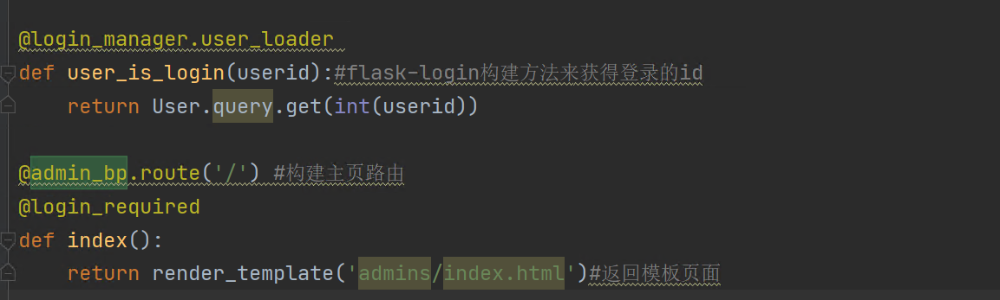 @login_manager.user_loader
def user_is_login(userid):#flask-login构建方法来获得登录的id
    return User.query.get(int(userid))
@admin_bp.route('/') #构建主页路由
@login_required
def index():
    return render_template('admins/index.html')#返回模板页面